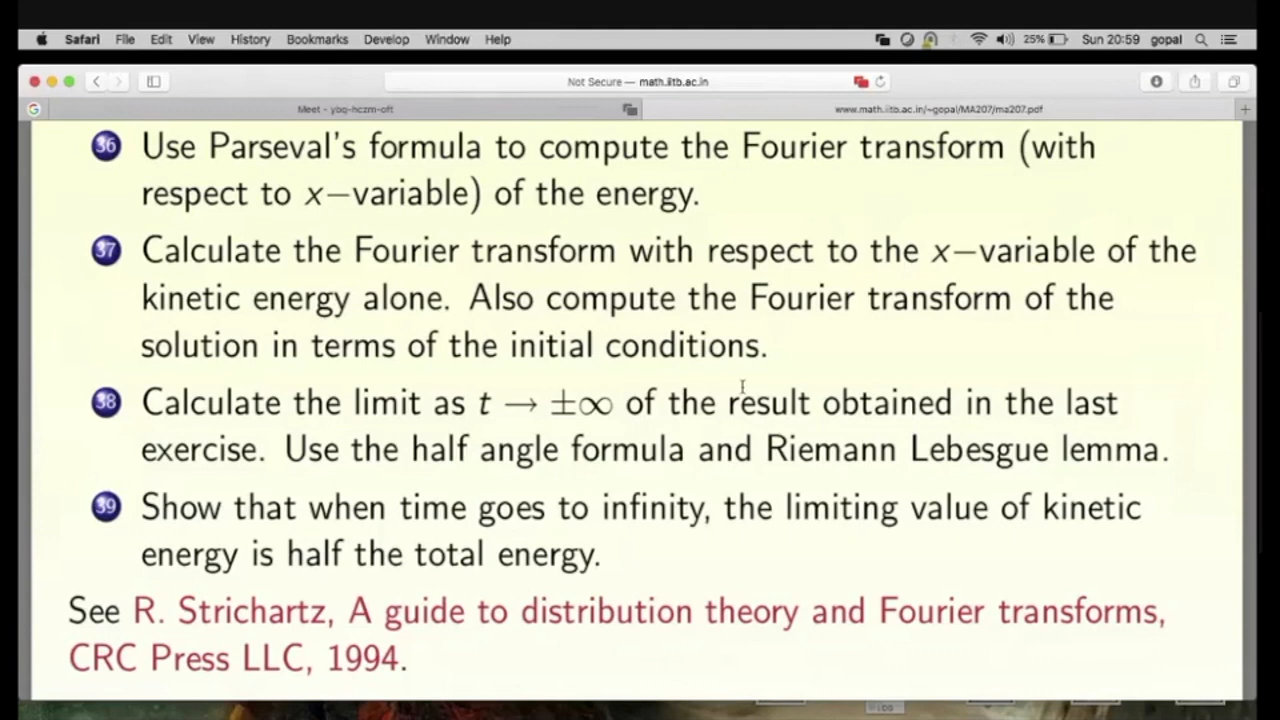 Safari File Edit View History Bookmarks Develop Window Help 25% Sun 20:59 gopal
Not Secure — math.iitb.ac.in
G Meet - ybq-hczm-oft www.math.iitb.ac.in/~gopal/MA207/ma207.pdf
36 Use Parseval's formula to compute the Fourier transform (with
respect to x−variable) of the energy.
37 Calculate the Fourier transform with respect to the x−variable of the
kinetic energy alone. Also compute the Fourier transform of the
solution in terms of the initial conditions.
38 Calculate the limit as t → ±∞ of the result obtained in the last
exercise. Use the half angle formula and Riemann Lebesgue lemma.
39 Show that when time goes to infinity, the limiting value of kinetic
energy is half the total energy.
See R. Strichartz, A guide to distribution theory and Fourier transforms,
CRC Press LLC, 1994.